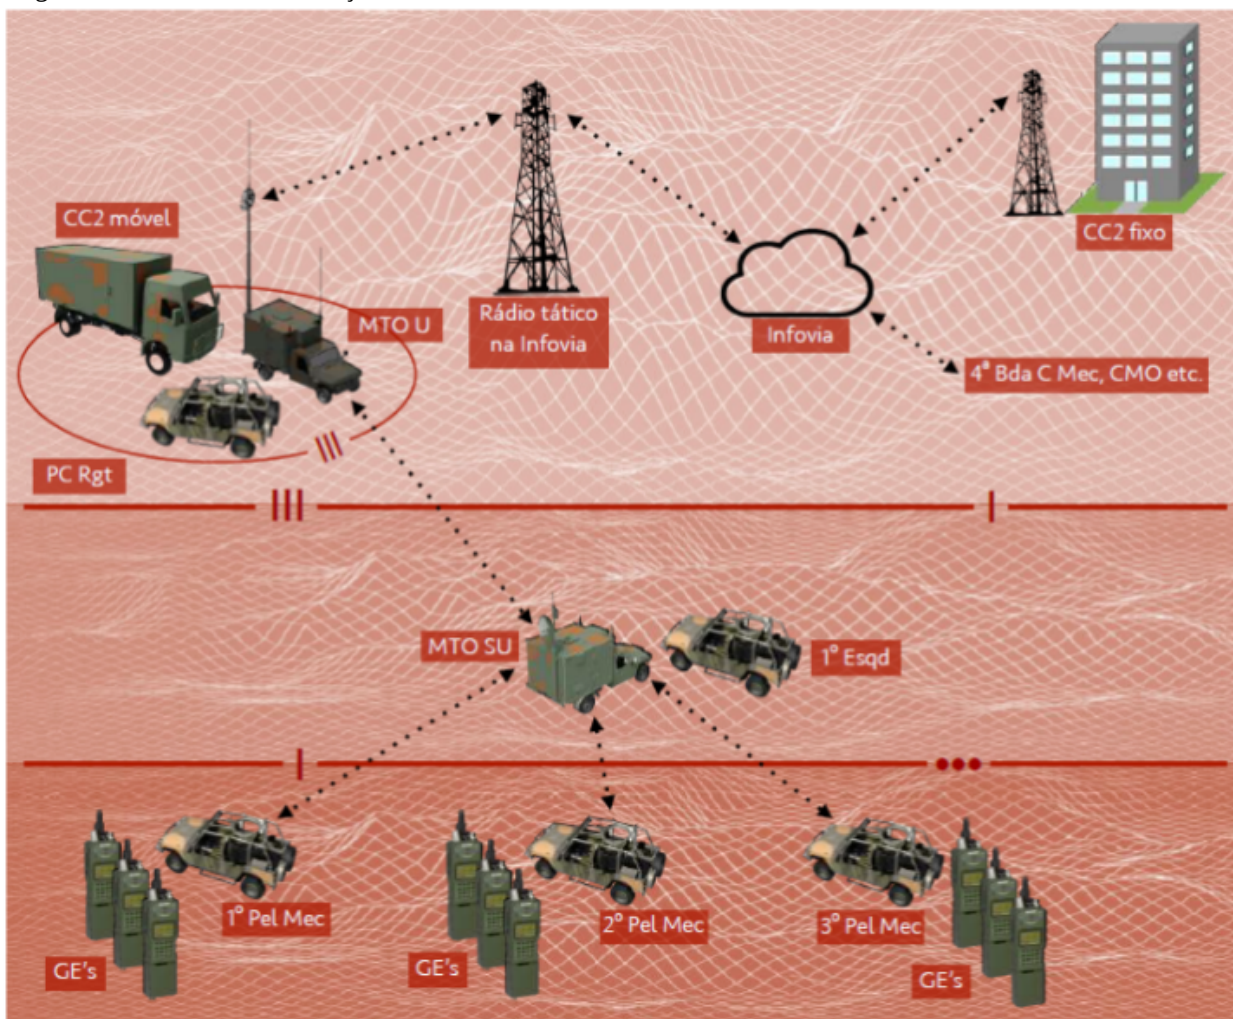 CC2 móvel
MTO U
Rádio tático
na Infovia
Infovia
CC2 fixo
4ª Bda C Mec, CMO etc.
PC Rgt
MTO SU
1º Esqd
1º Pel Mec
2º Pel Mec
3º Pel Mec
GE's
GE's
GE's